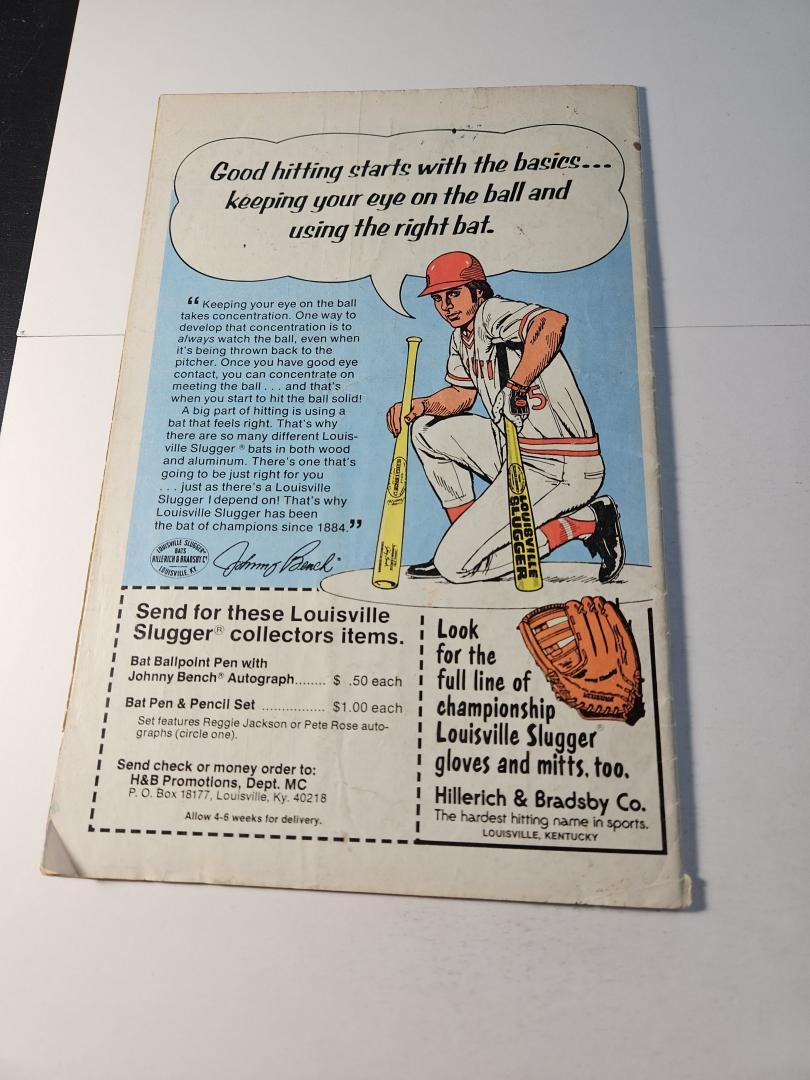 Good hitting starts with the basics...
keeping your eye on the ball and
using the right bat.
“Keeping your eye on the ball
takes concentration. One way to
develop that concentration is to
always watch the ball, even when
it's being thrown back to the
pitcher. Once you have good eye
contact, you can concentrate on
meeting the ball . . . and that's
when you start to hit the ball solid!
A big part of hitting is using a
bat that feels right. That's why
there are so many different Louis-
ville Slugger ® bats in both wood
and aluminum. There's one that's
going to be just right for you
. . . just as there's a Louisville
Slugger I depend on! That's why
Louisville Slugger has been
the bat of champions since 1884.”
LOUISVILLE SLUGGER
BATS
HILLERICH & BRADSBY Co
LOUISVILLE, KY.
Johnny Bench®
5
LOUISVILLE
SLUGGER
Send for these Louisville
Slugger® collectors items.
Bat Ballpoint Pen with
Johnny Bench® Autograph........ $ .50 each
Bat Pen & Pencil Set ................ $1.00 each
Set features Reggie Jackson or Pete Rose auto-
graphs (circle one).
Send check or money order to:
H&B Promotions, Dept. MC
P. O. Box 18177, Louisville, Ky. 40218
Allow 4-6 weeks for delivery.
Look
for the
full line of
championship
Louisville Slugger®
gloves and mitts, too.
Hillerich & Bradsby Co.
The hardest hitting name in sports.
LOUISVILLE, KENTUCKY